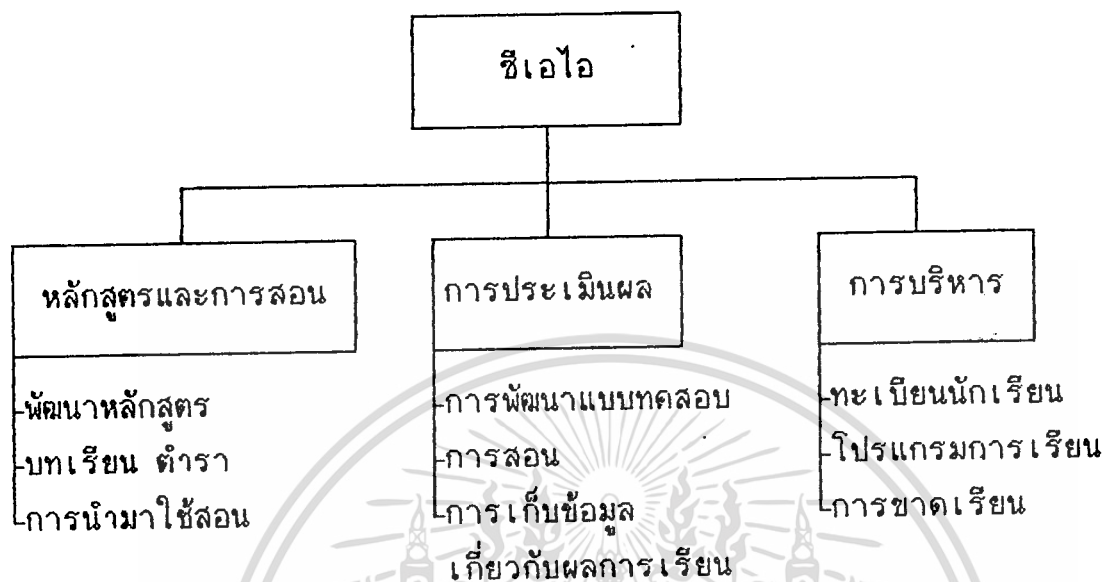 ซีเอไอ
หลักสูตรและการสอน
-พัฒนาหลักสูตร
-บทเรียน ตำรา
-การนำมาใช้สอน
การประเมินผล
-การพัฒนาแบบทดสอบ
-การสอน
-การเก็บข้อมูล
เกี่ยวกับผลการเรียน
การบริหาร
-ทะเบียนนักเรียน
-โปรแกรมการเรียน
-การขาดเรียน